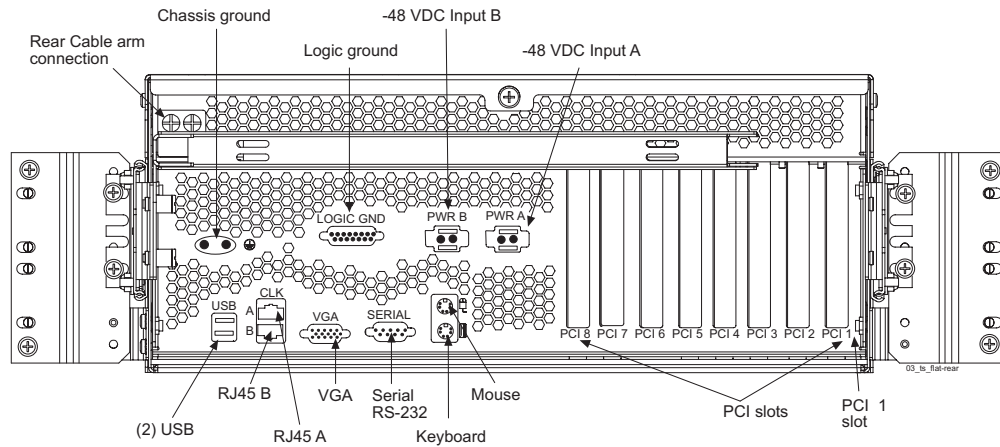 Chassis ground
-48 VDC Input B
Rear Cable arm
connection
Logic ground
-48 VDC Input A
LOGIC GND
PWR B
PWR A
CLK
USB
A
B
VGA
SERIAL
PCI 8
PCI 7
PCI 6
PCI 5
PCI 4
PCI 3
PCI 2
PCI 1
03_ts_flat-rear
RJ45 B
VGA
Serial
RS-232
Mouse
PCI slots
PCI 1
slot
(2) USB
RJ45 A
Keyboard